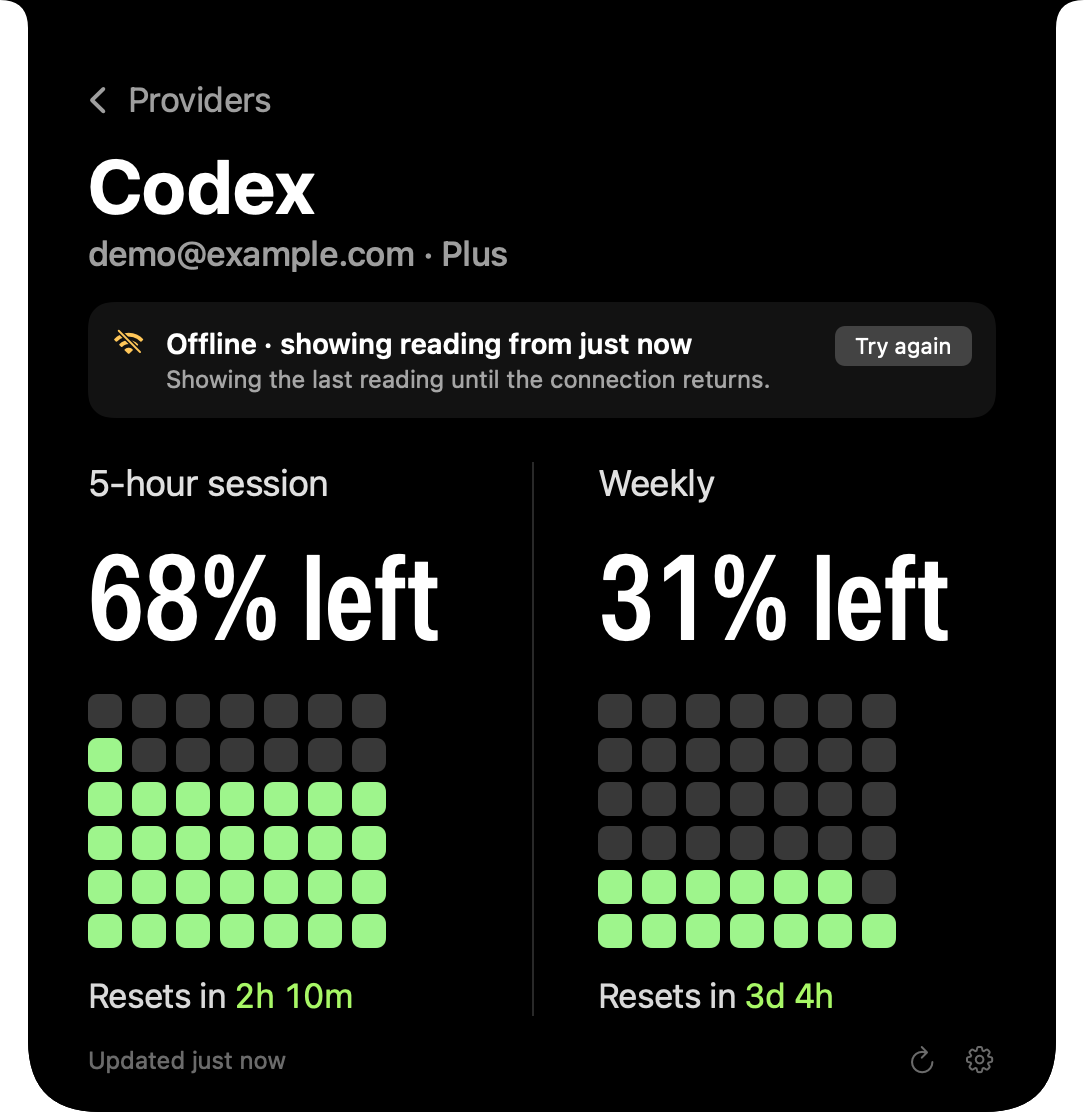 Providers
Codex
demo@example.com · Plus
Offline · showing reading from just now
Try again
Showing the last reading until the connection returns.
5-hour session
68% left
Resets in 2h 10m
Weekly
31% left
Resets in 3d 4h
Updated just now